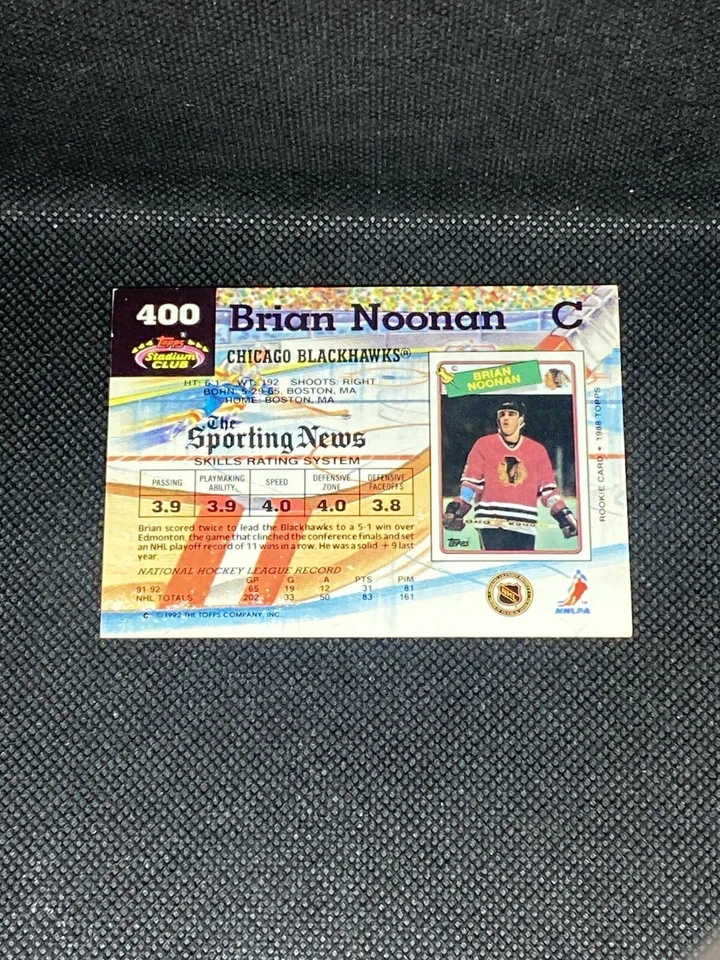 400 Brian Noonan C
Topps
Stadium
CLUB
CHICAGO BLACKHAWKS®
HT: 6'1 WT: 192 SHOOTS: RIGHT
BORN: 5-29-65, BOSTON, MA
HOME: BOSTON, MA
The
Sporting News
SKILLS RATING SYSTEM
PASSING PLAYMAKING ABILITY SPEED DEFENSIVE ZONE DEFENSIVE FACEOFFS
3.9 3.9 4.0 4.0 3.8
Brian scored twice to lead the Blackhawks to a 5-1 win over
Edmonton, the game that clinched the conference finals and set
an NHL playoff record of 11 wins in a row. He was a solid +9 last
year.
NATIONAL HOCKEY LEAGUE RECORD
GP G A PTS PIM
91-92 65 19 12 31 81
NHL TOTALS 202 33 50 83 161
C ©1992 THE TOPPS COMPANY, INC.
C
BRIAN
NOONAN
Topps
ROOKIE CARD • 1988 TOPPS
NHL
NHLPA